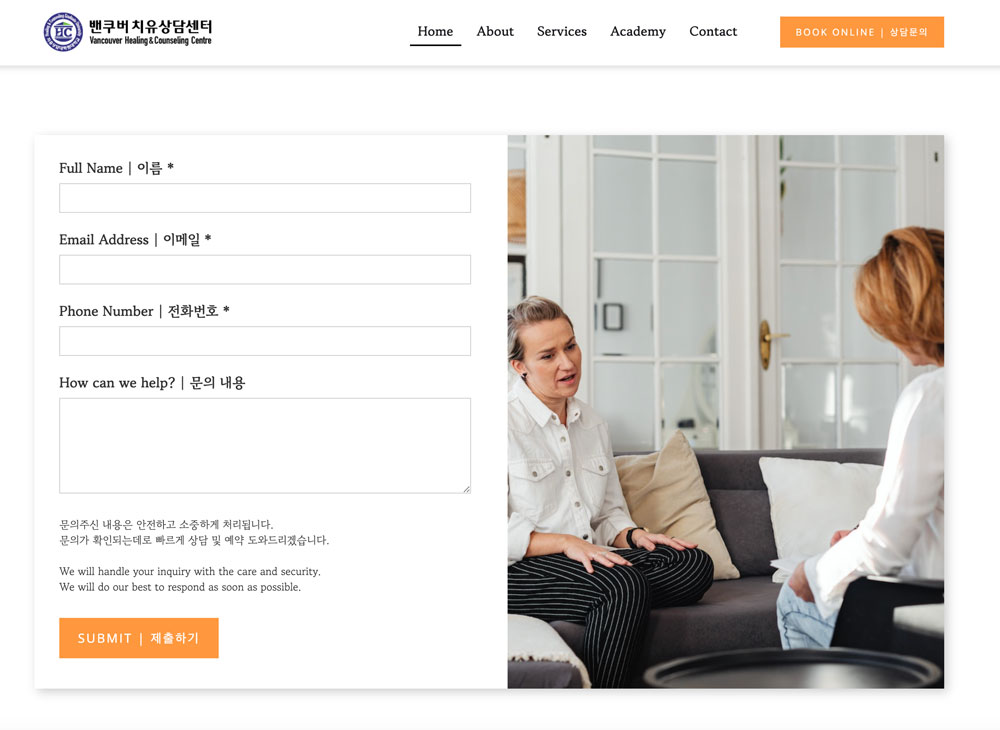 HC
밴쿠버 치유상담센터
Vancouver Healing & Counseling Centre
Home
About
Services
Academy
Contact
BOOK ONLINE | 상담문의
Full Name | 이름 *
Email Address | 이메일 *
Phone Number | 전화번호 *
How can we help? | 문의 내용
문의주신 내용은 안전하고 소중하게 처리됩니다.
문의가 확인되는데로 빠르게 상담 및 예약 도와드리겠습니다.
We will handle your inquiry with the care and security.
We will do our best to respond as soon as possible.
SUBMIT | 제출하기